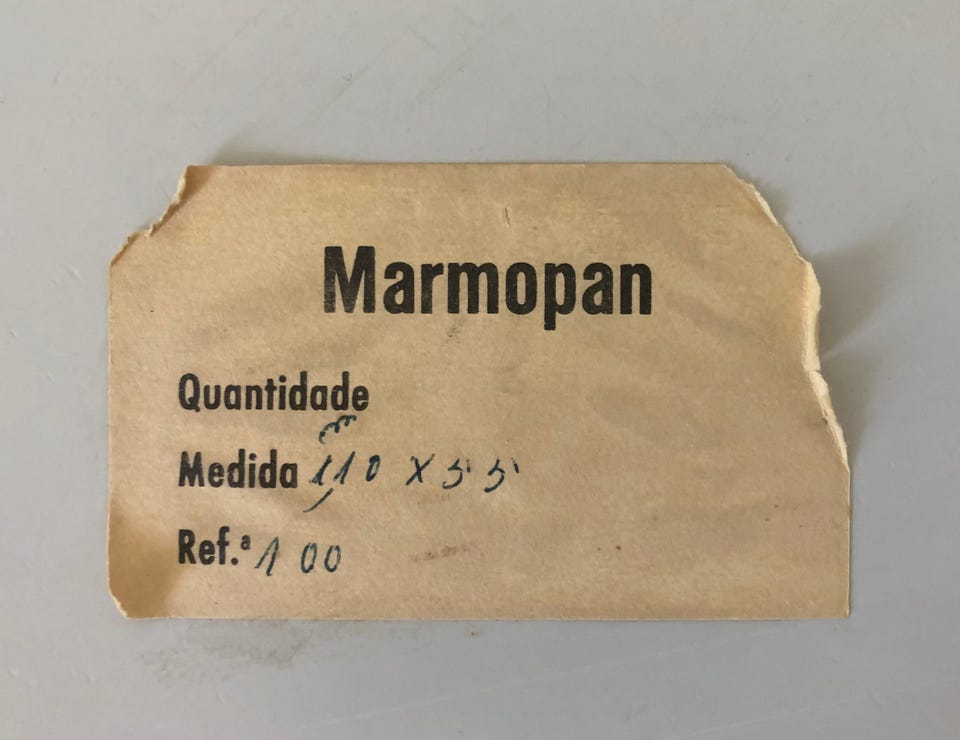 Marmopan
Quantidade
Medida 110 x 55
Ref.ª 100